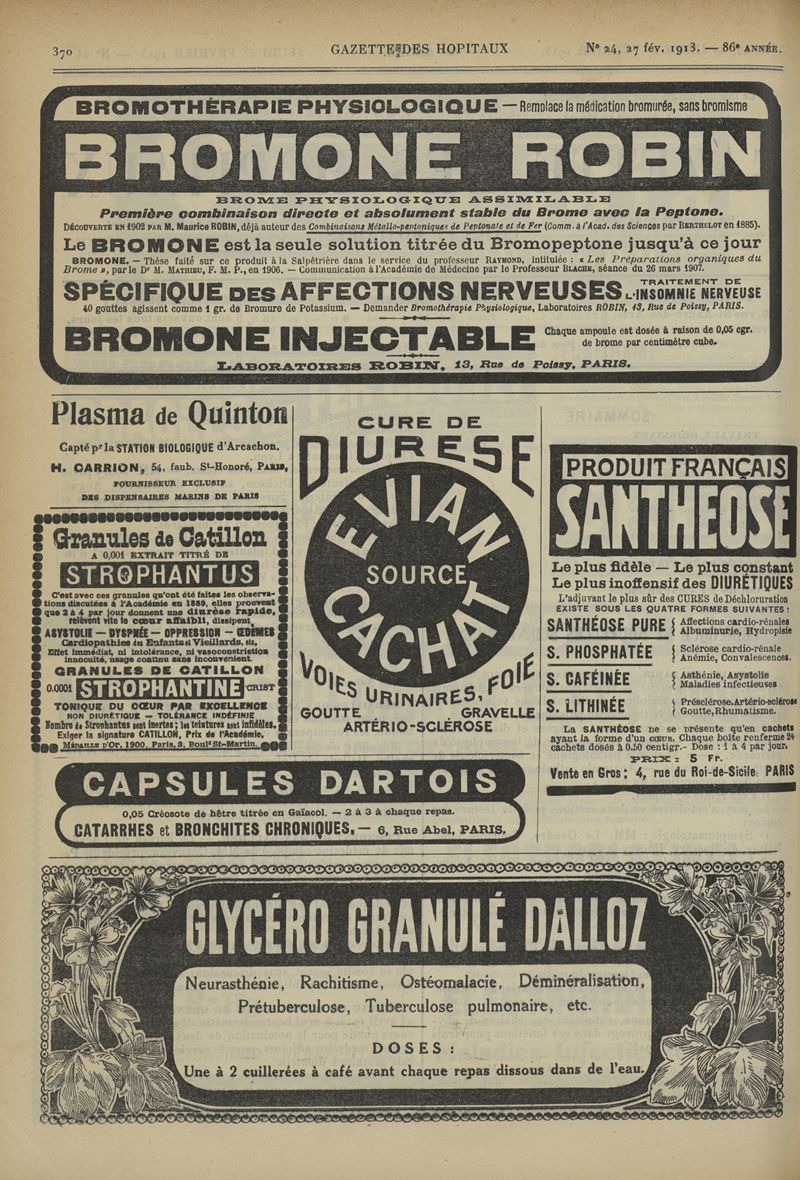 370
GAZETTE DES HOPITAUX
N° 24, 27 fév. 1913. — 86e ANNÉE.
BROMOTHÉRAPIE PHYSIOLOGIQUE — Remplace la médication bromurée, sans bromisme
BROMONE ROBIN
BROME PHYSIOLOGIQUE ASSIMILABLE
Première combinaison directe et absolument stable du Brome avec la Peptone.
DÉCOUVERTE EN 1902 PAR M. Maurice ROBIN, déjà auteur des Combinaisons Métallo-peptoniques de Peptonate et de Fer (Comm. à l'Acad. des Sciences par BERTHELOT en 1885).
Le BROMONE est la seule solution titrée du Bromopeptone jusqu'à ce jour
BROMONE. — Thèse faite sur ce produit à la Salpêtrière dans le service du professeur RAYMOND, intitulée : « Les Préparations organiques du
Brome », par le Dr M. MATHIEU, F. M. P., en 1906. — Communication à l'Académie de Médecine par le Professeur BLACHE, séance du 26 mars 1907.
SPÉCIFIQUE DES AFFECTIONS NERVEUSES
TRAITEMENT DE
L'INSOMNIE NERVEUSE
40 gouttes agissent comme 1 gr. de Bromure de Potassium. — Demander Bromothérapie Physiologique, Laboratoires ROBIN, 13, Rue de Poissy, PARIS.
BROMONE INJECTABLE
Chaque ampoule est dosée à raison de 0,05 cgr.
de brome par centimètre cube.
LABORATOIRES ROBIN, 13, Rue de Poissy, PARIS.
Plasma de Quinton
Capté pr la STATION BIOLOGIQUE d'Arcachon.
H. CARRION, 54, faub. St-Honoré, PARIS,
FOURNISSEUR EXCLUSIF
DES DISPENSAIRES MARINS DE PARIS
Granules de Catillon
A 0,001 EXTRAIT TITRÉ DE
STROPHANTUS
C'est avec ces granules qu'ont été faites les observa-
tions discutées à l'Académie en 1889, elles prouvent
que 2 à 4 par jour donnent une diurèse rapide,
relèvent vite le cœur affaibli, dissipent
ASYSTOLIE — DYSPNÉE — OPPRESSION — ŒDÈMES
Cardiopathies des Enfants et Vieillards, etc.
Effet immédiat, ni intolérance, ni vasoconstriction
innocuité, usage continu sans inconvenient.
GRANULES DE CATILLON
0.0001 STROPHANTINE CRIST
TONIQUE DU CŒUR PAR EXCELLENCE
NON DIURÉTIQUE — TOLÉRANCE INDÉFINIE
Nombre de Strophantus sont inertes; les teintures sont infidèles.
Exiger la signature CATILLON, Prix de l'Académie,
MÉDAILLE D'OR, 1900. Paris, 3, Bould St-Martin.
CURE DE
DIURESE
EVIAN
SOURCE
CACHAT
VOIES URINAIRES, FOIE
GOUTTE GRAVELLE
ARTÉRIO-SCLÉROSE
PRODUIT FRANÇAIS
SANTHEOSE
Le plus fidèle — Le plus constant
Le plus inoffensif des DIURÉTIQUES
L'adjuvant le plus sûr des CURES de Déchloruration
EXISTE SOUS LES QUATRE FORMES SUIVANTES :
SANTHÉOSE PURE { Affections cardio-rénales
Albuminurie, Hydropisie
S. PHOSPHATÉE { Sclérose cardio-rénale
Anémie, Convalescences.
S. CAFÉINÉE { Asthénie, Asystolie
Maladies infectieuses
S. LITHINÉE { Présclérose, Artério-sclérose
Goutte, Rhumatisme.
La SANTHÉOSE ne se présente qu'en cachets
ayant la forme d'un cœur. Chaque boîte renferme 24
cachets dosés à 0.50 centigr. - Dose : 1 à 4 par jour.
PRIX : 5 Fr.
Vente en Gros : 4, rue du Roi-de-Sicile. PARIS
CAPSULES DARTOIS
0,05 Créosote de hêtre titrée en Gaïacol. — 2 à 3 à chaque repas.
CATARRHES et BRONCHITES CHRONIQUES. — 6, Rue Abel, PARIS.
GLYCÉRO GRANULÉ DALLOZ
Neurasthénie, Rachitisme, Ostéomalacie, Déminéralisation,
Prétuberculose, Tuberculose pulmonaire, etc.
DOSES :
Une à 2 cuillerées à café avant chaque repas dissous dans de l'eau.